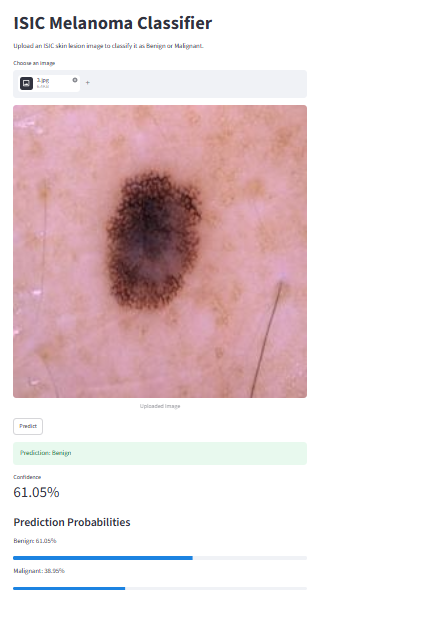 ISIC Melanoma Classifier
Upload an ISIC skin lesion image to classify it as Benign or Malignant.
Choose an image
3.jpg
+
Uploaded image
Predict
Prediction: Benign
Confidence
61.05%
Prediction Probabilities
Benign: 61.05%
Malignant: 38.95%